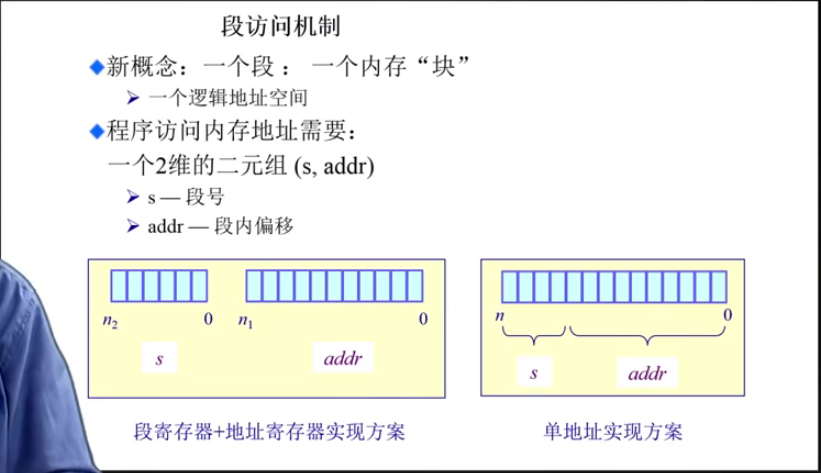 段访问机制
新概念：一个段： 一个内存“块”
一个逻辑地址空间
程序访问内存地址需要：
一个2维的二元组 (s, addr)
s — 段号
addr — 段内偏移
n₂ 0 n₁ 0
s addr
n 0
s addr
段寄存器+地址寄存器实现方案
单地址实现方案